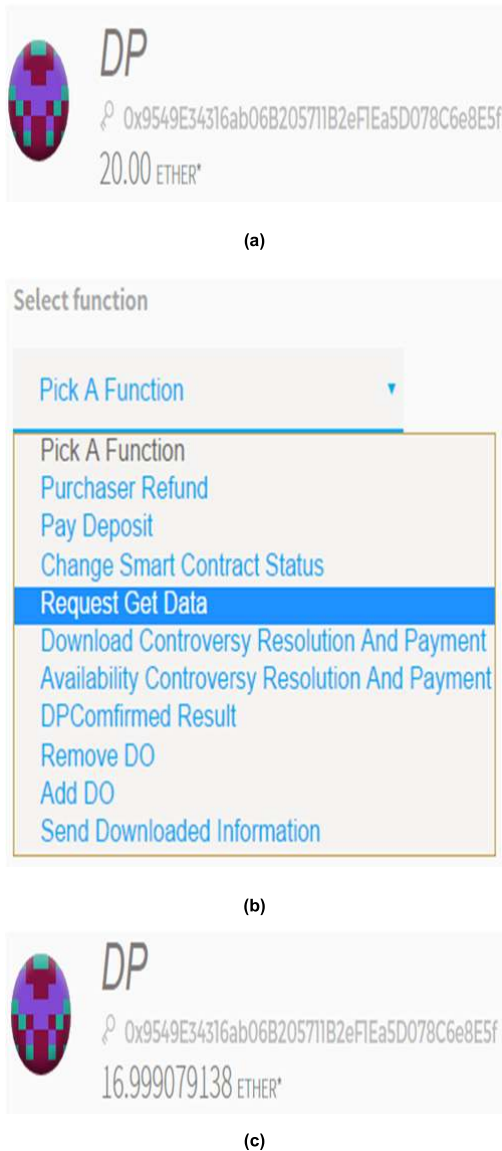 DP
0x9549E34316ab06B205711B2eF1Ea5D078C6e8E5f
20.00 ETHER*
(a)
Select function
Pick A Function
Pick A Function
Purchaser Refund
Pay Deposit
Change Smart Contract Status
Request Get Data
Download Controversy Resolution And Payment
Availability Controversy Resolution And Payment
DPComfirmed Result
Remove DO
Add DO
Send Downloaded Information
(b)
DP
0x9549E34316ab06B205711B2eF1Ea5D078C6e8E5f
16.999079138 ETHER*
(c)